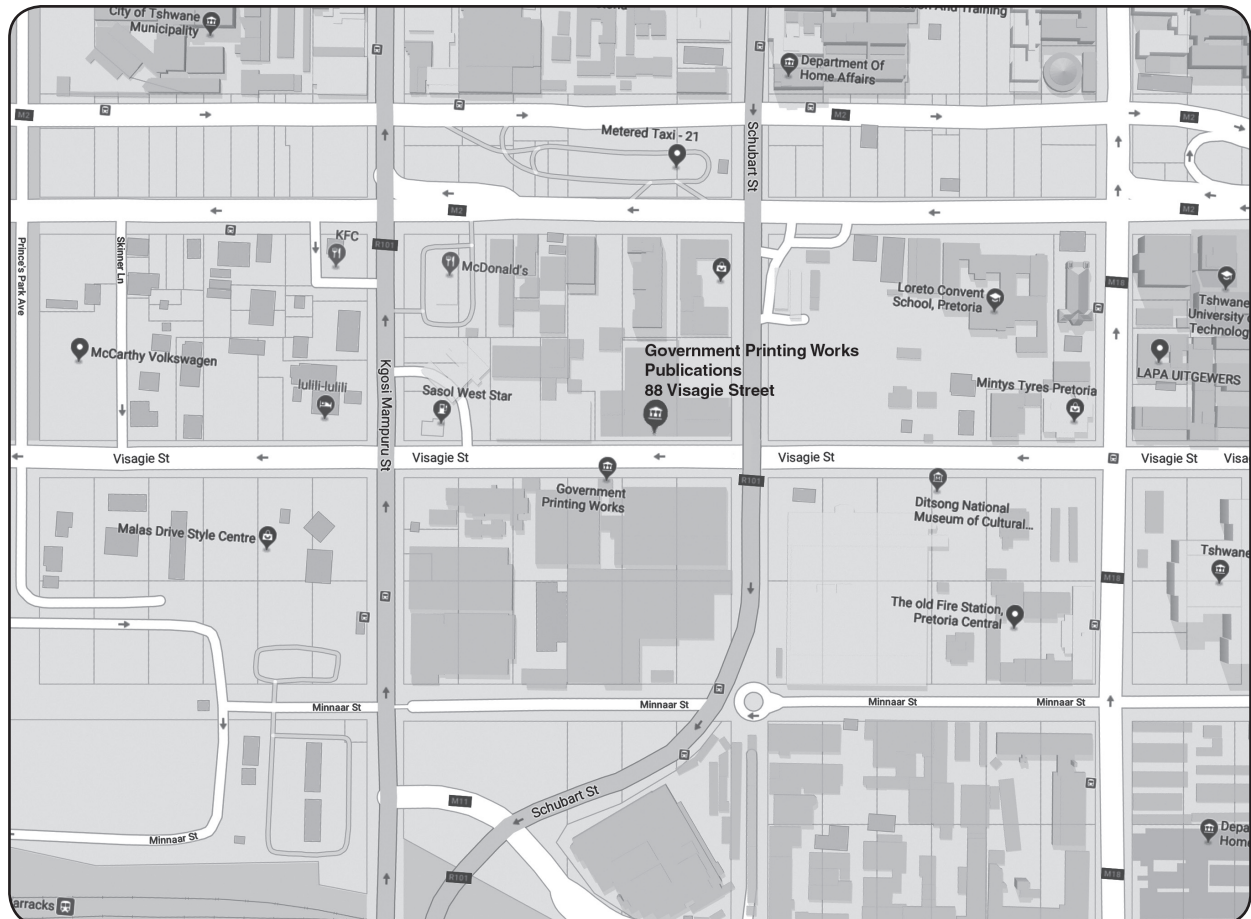 City of Tshwane
Municipality
And Training
Department Of
Home Affairs
M2
M2
M2
Metered Taxi - 21
Schubart St
M2
M2
KFC
R101
McDonald's
Prince's Park Ave
Skinner Ln
Loreto Convent
School, Pretoria
M18
Tshwane
University
Technolog
McCarthy Volkswagen
Government Printing Works
Publications
88 Visagie Street
LAPA UITGEWERS
Iulili-Iulili
Kgosi Mampuru St
Sasol West Star
Mintys Tyres Pretoria
Visagie St
Visagie St
Visagie St
Visagie St
Visa
Government
Printing Works
R101
Ditsong National
Museum of Cultural...
Malas Drive Style Centre
Tshwane
M18
The old Fire Station,
Pretoria Central
Minnaar St
Minnaar St
Minnaar St
Minnaar St
M11
Schubart St
Minnaar St
Depa
Home
R101
M18
arracks